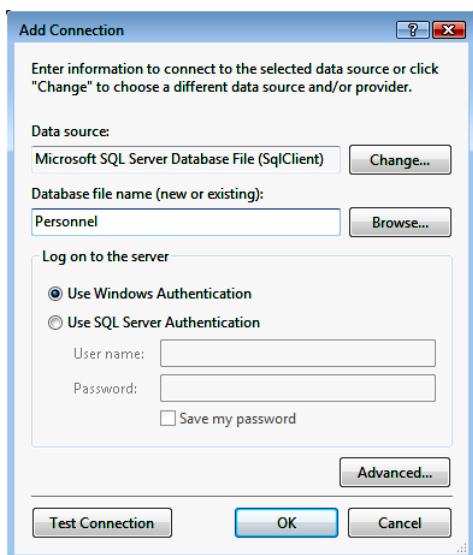 Add Connection
Enter information to connect to the selected data source or click
"Change" to choose a different data source and/or provider.
Data source:
Microsoft SQL Server Database File (SqlClient)
Change...
Database file name (new or existing):
Personnel
Browse...
Log on to the server
Use Windows Authentication
Use SQL Server Authentication
User name:
Password:
Save my password
Advanced...
Test Connection
OK
Cancel